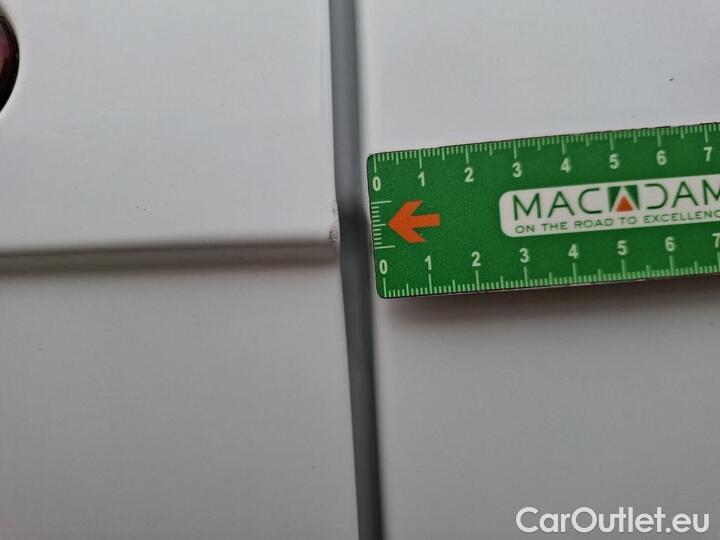 0 1 2 3 4 5 6 7
MACADAM
ON THE ROAD TO EXCELLENC
0 1 2 3 4 5 6 7
CarOutlet.eu